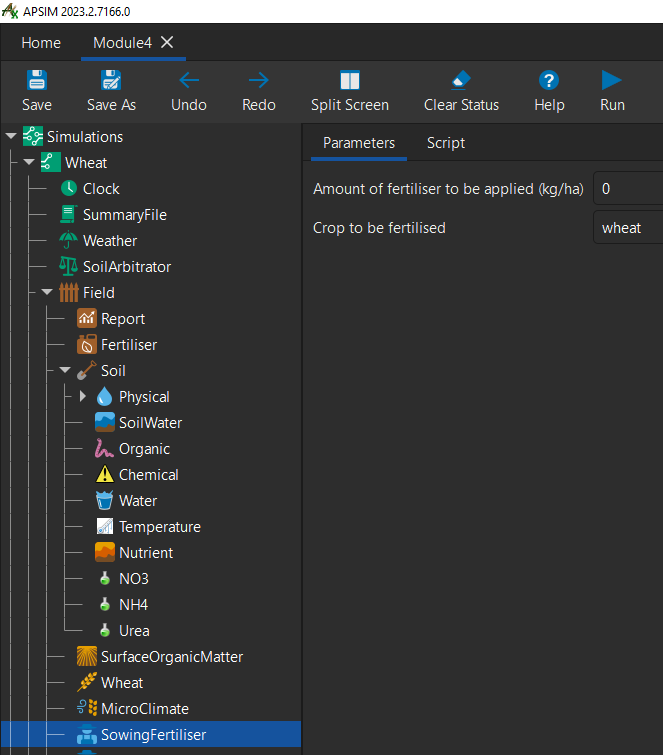 APSIM 2023.2.7166.0
Home Module4
Save Save As Undo Redo Split Screen Clear Status Help Run
Simulations
Wheat
Clock
SummaryFile
Weather
SoilArbitrator
Field
Report
Fertiliser
Soil
Physical
SoilWater
Organic
Chemical
Water
Temperature
Nutrient
NO3
NH4
Urea
SurfaceOrganicMatter
Wheat
MicroClimate
SowingFertiliser
Parameters Script
Amount of fertiliser to be applied (kg/ha) 0
Crop to be fertilised wheat